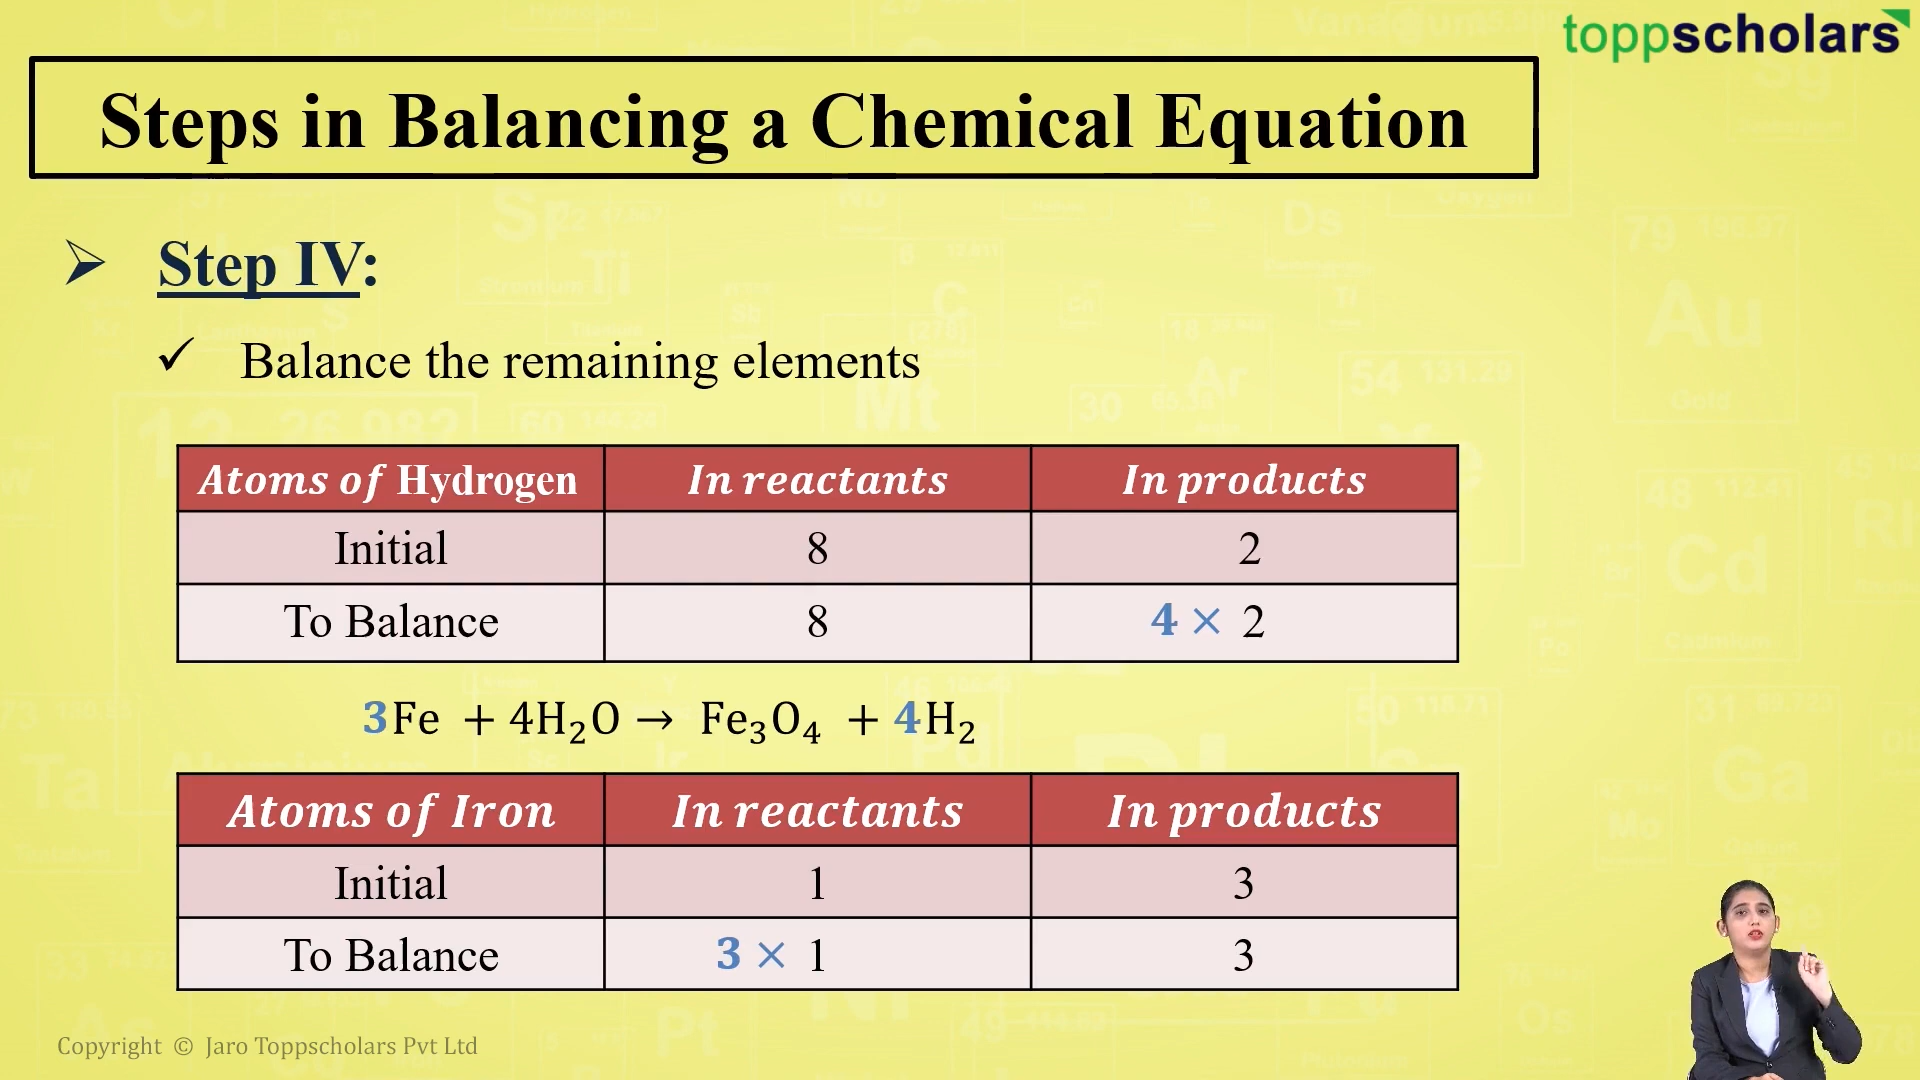 toppscholars
Steps in Balancing a Chemical Equation
➢ Step IV:
✓ Balance the remaining elements
Atoms of Hydrogen In reactants In products
Initial 8 2
To Balance 8 4 × 2
3Fe + 4H₂O → Fe₃O₄ + 4H₂
Atoms of Iron In reactants In products
Initial 1 3
To Balance 3 × 1 3
Copyright © Jaro Toppscholars Pvt Ltd